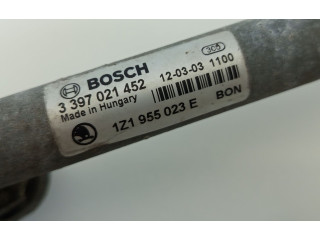 BOSCH 12-03-03 1100
3 397 021 452
Made in Hungary
1Z1 955 023 E BON